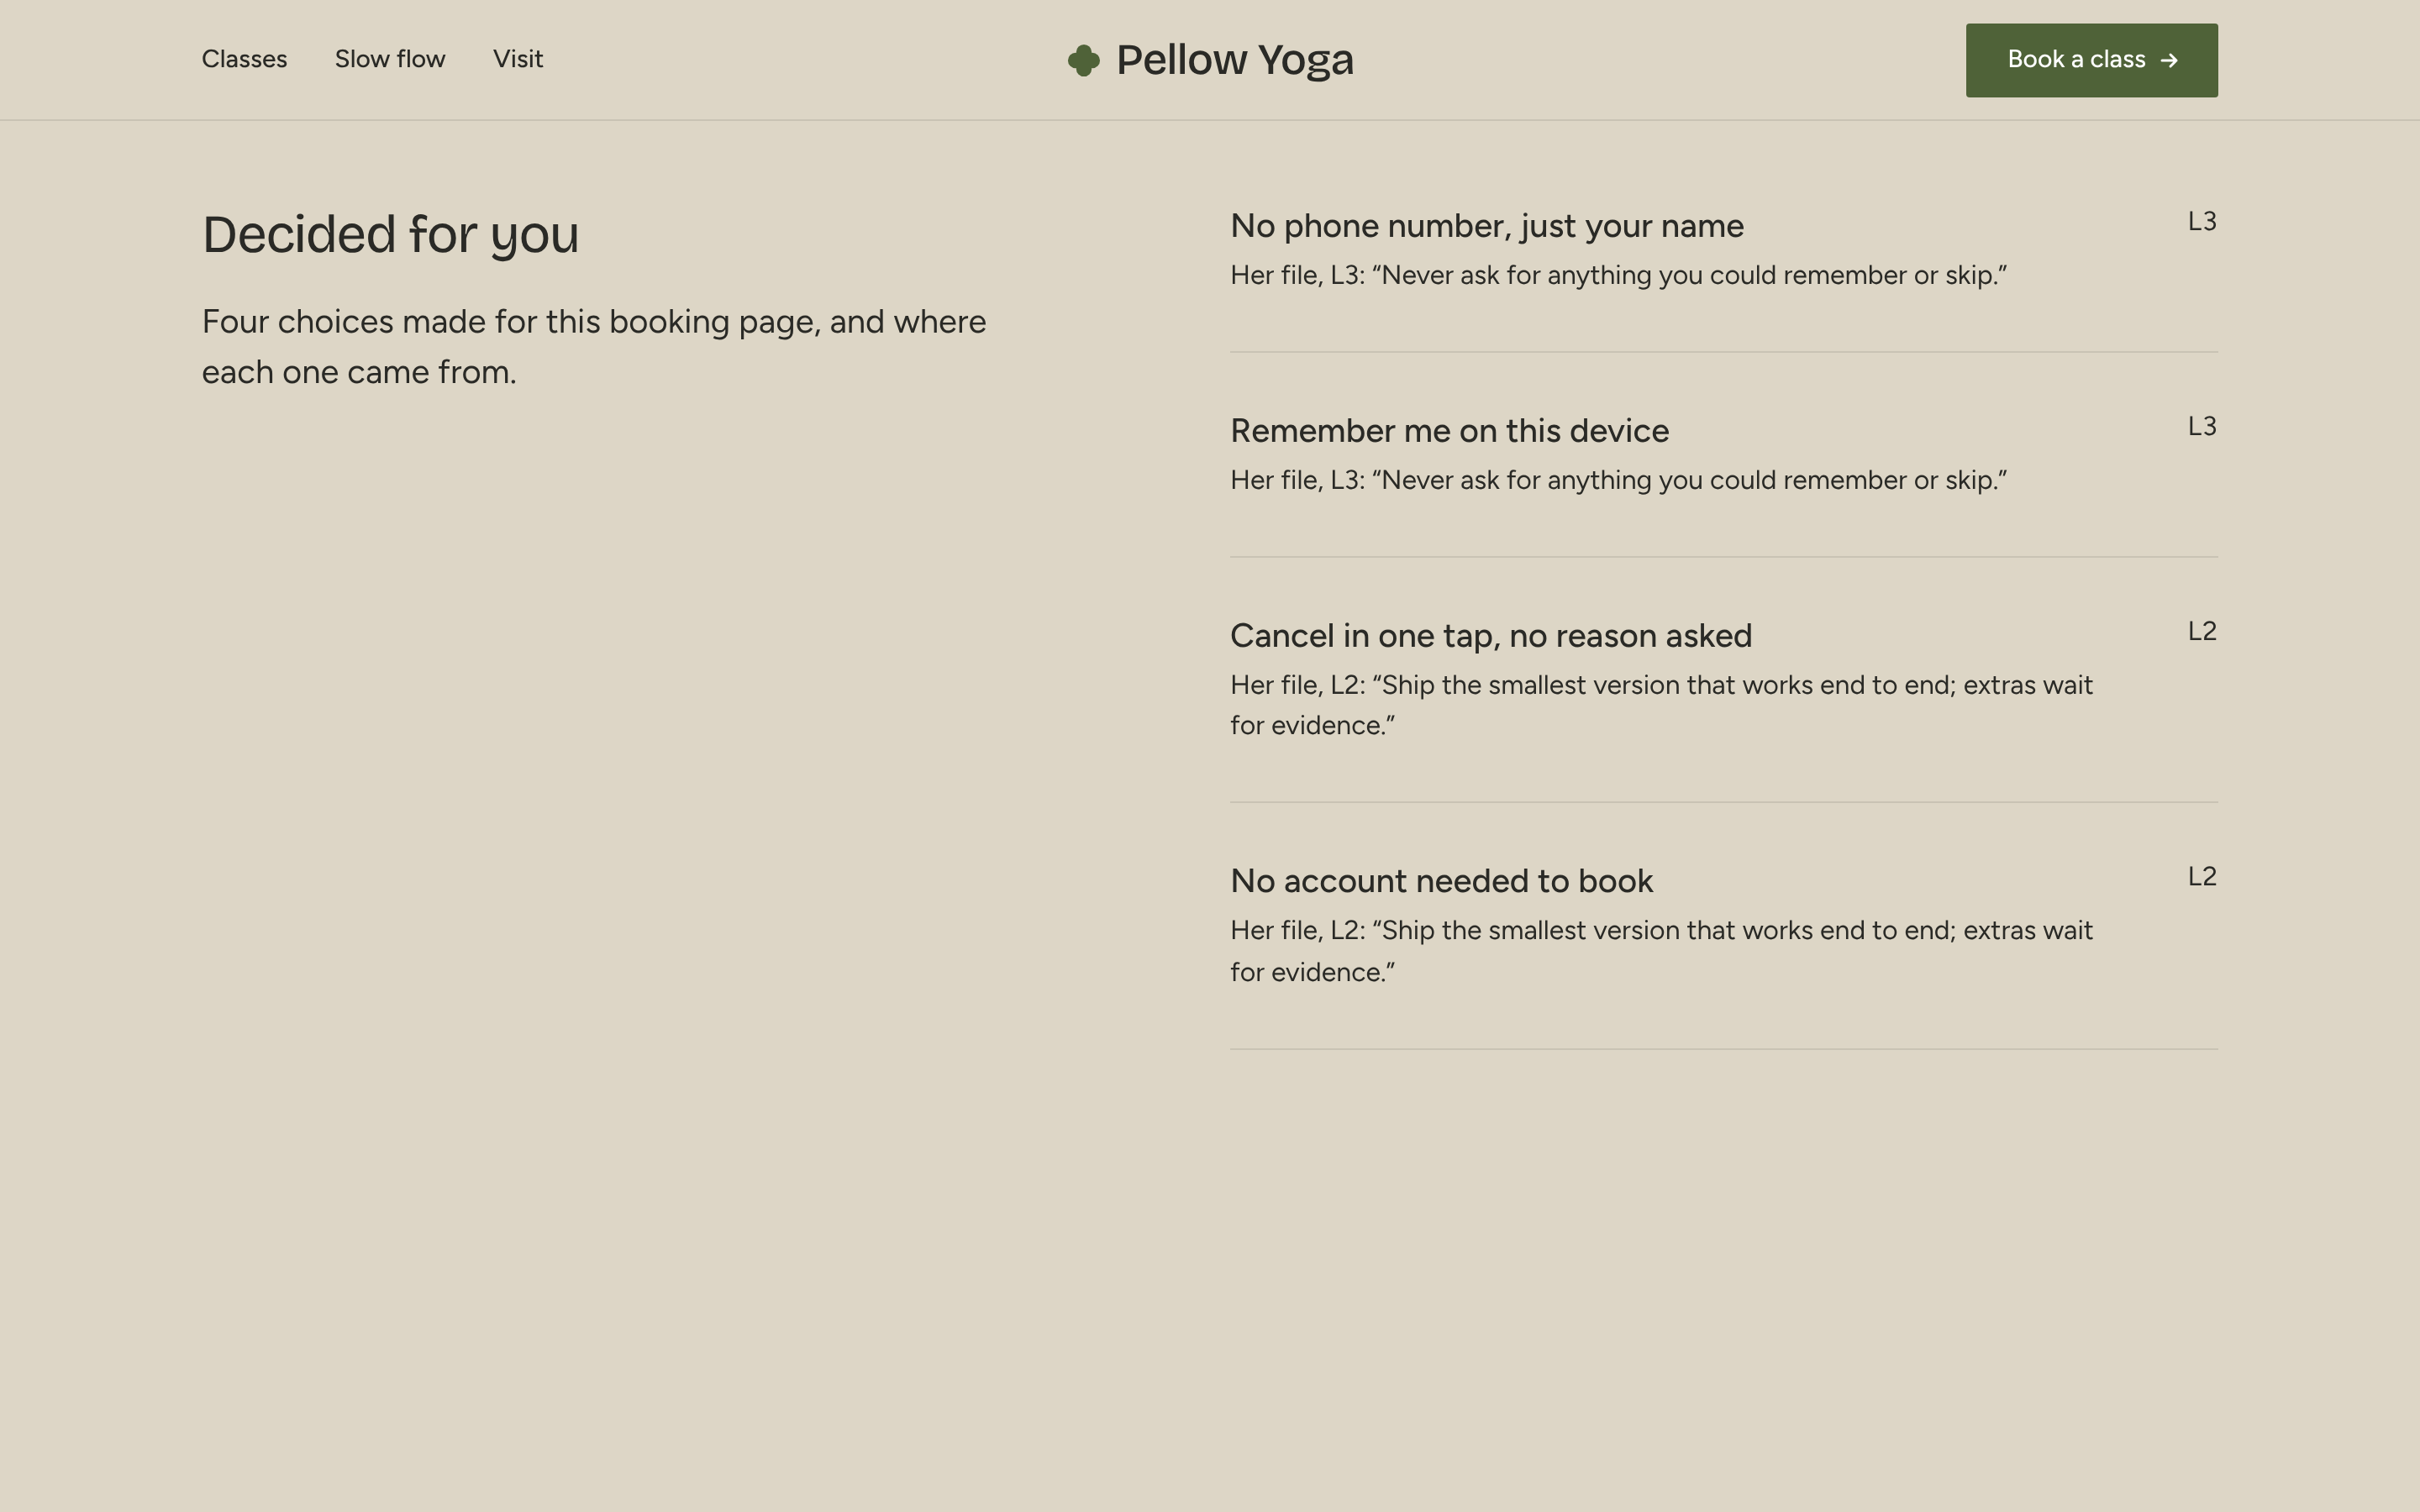 Classes
Slow flow
Visit
Pellow Yoga
Book a class →
Decided for you
Four choices made for this booking page, and where
each one came from.
No phone number, just your name
L3
Her file, L3: “Never ask for anything you could remember or skip.”
Remember me on this device
L3
Her file, L3: “Never ask for anything you could remember or skip.”
Cancel in one tap, no reason asked
L2
Her file, L2: “Ship the smallest version that works end to end; extras wait
for evidence.”
No account needed to book
L2
Her file, L2: “Ship the smallest version that works end to end; extras wait
for evidence.”